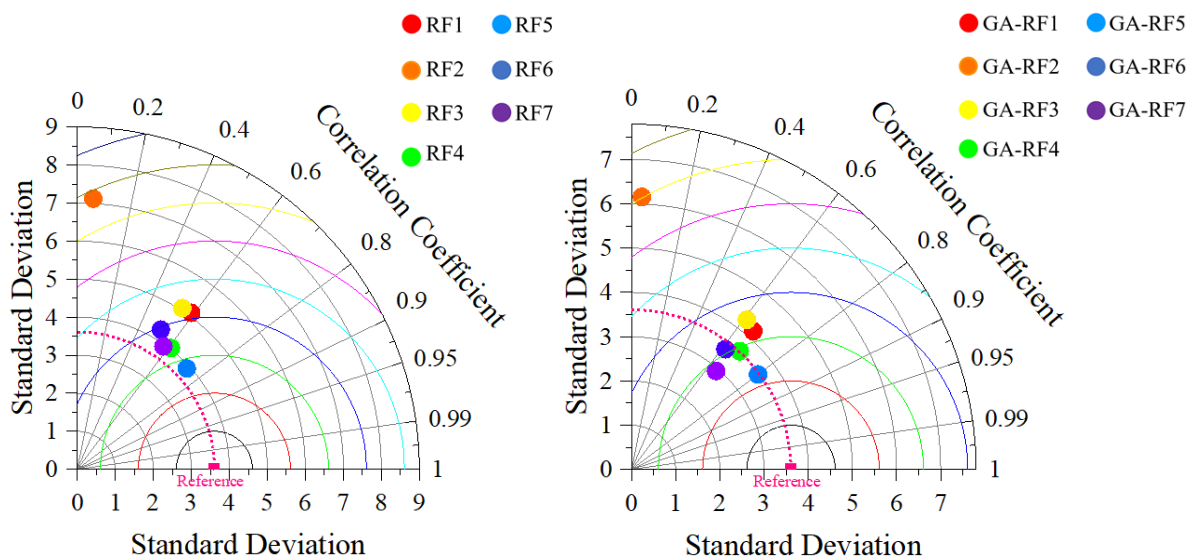 RF1
RF2
RF3
RF4
RF5
RF6
RF7
0 0.2 0.4 0.6 0.8 0.9 0.95 0.99 1
Correlation Coefficient
9
8
7
6
5
4
3
2
1
0
Standard Deviation
Reference
0 1 2 3 4 5 6 7 8 9
Standard Deviation
GA-RF1
GA-RF2
GA-RF3
GA-RF4
GA-RF5
GA-RF6
GA-RF7
0 0.2 0.4 0.6 0.8 0.9 0.95 0.99 1
Correlation Coefficient
7
6
5
4
3
2
1
0
Standard Deviation
Reference
0 1 2 3 4 5 6 7
Standard Deviation